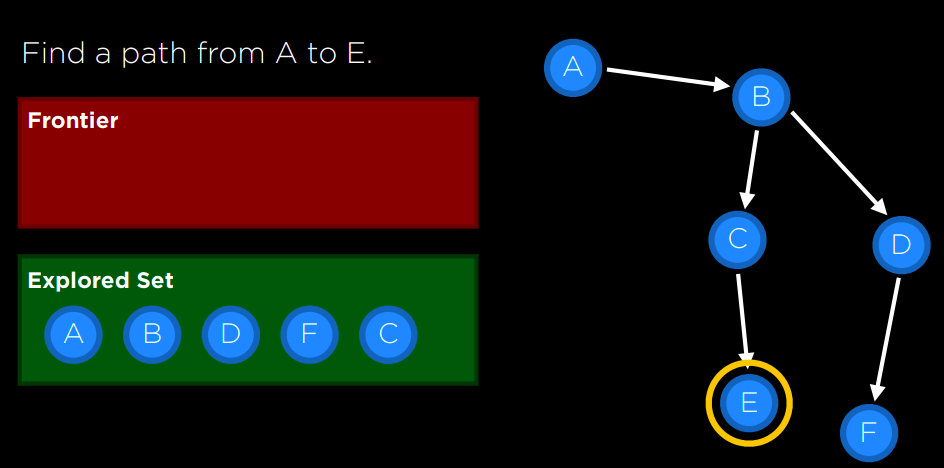 Find a path from A to E.
Frontier
Explored Set
A B D F C
A
B
C
D
E
F